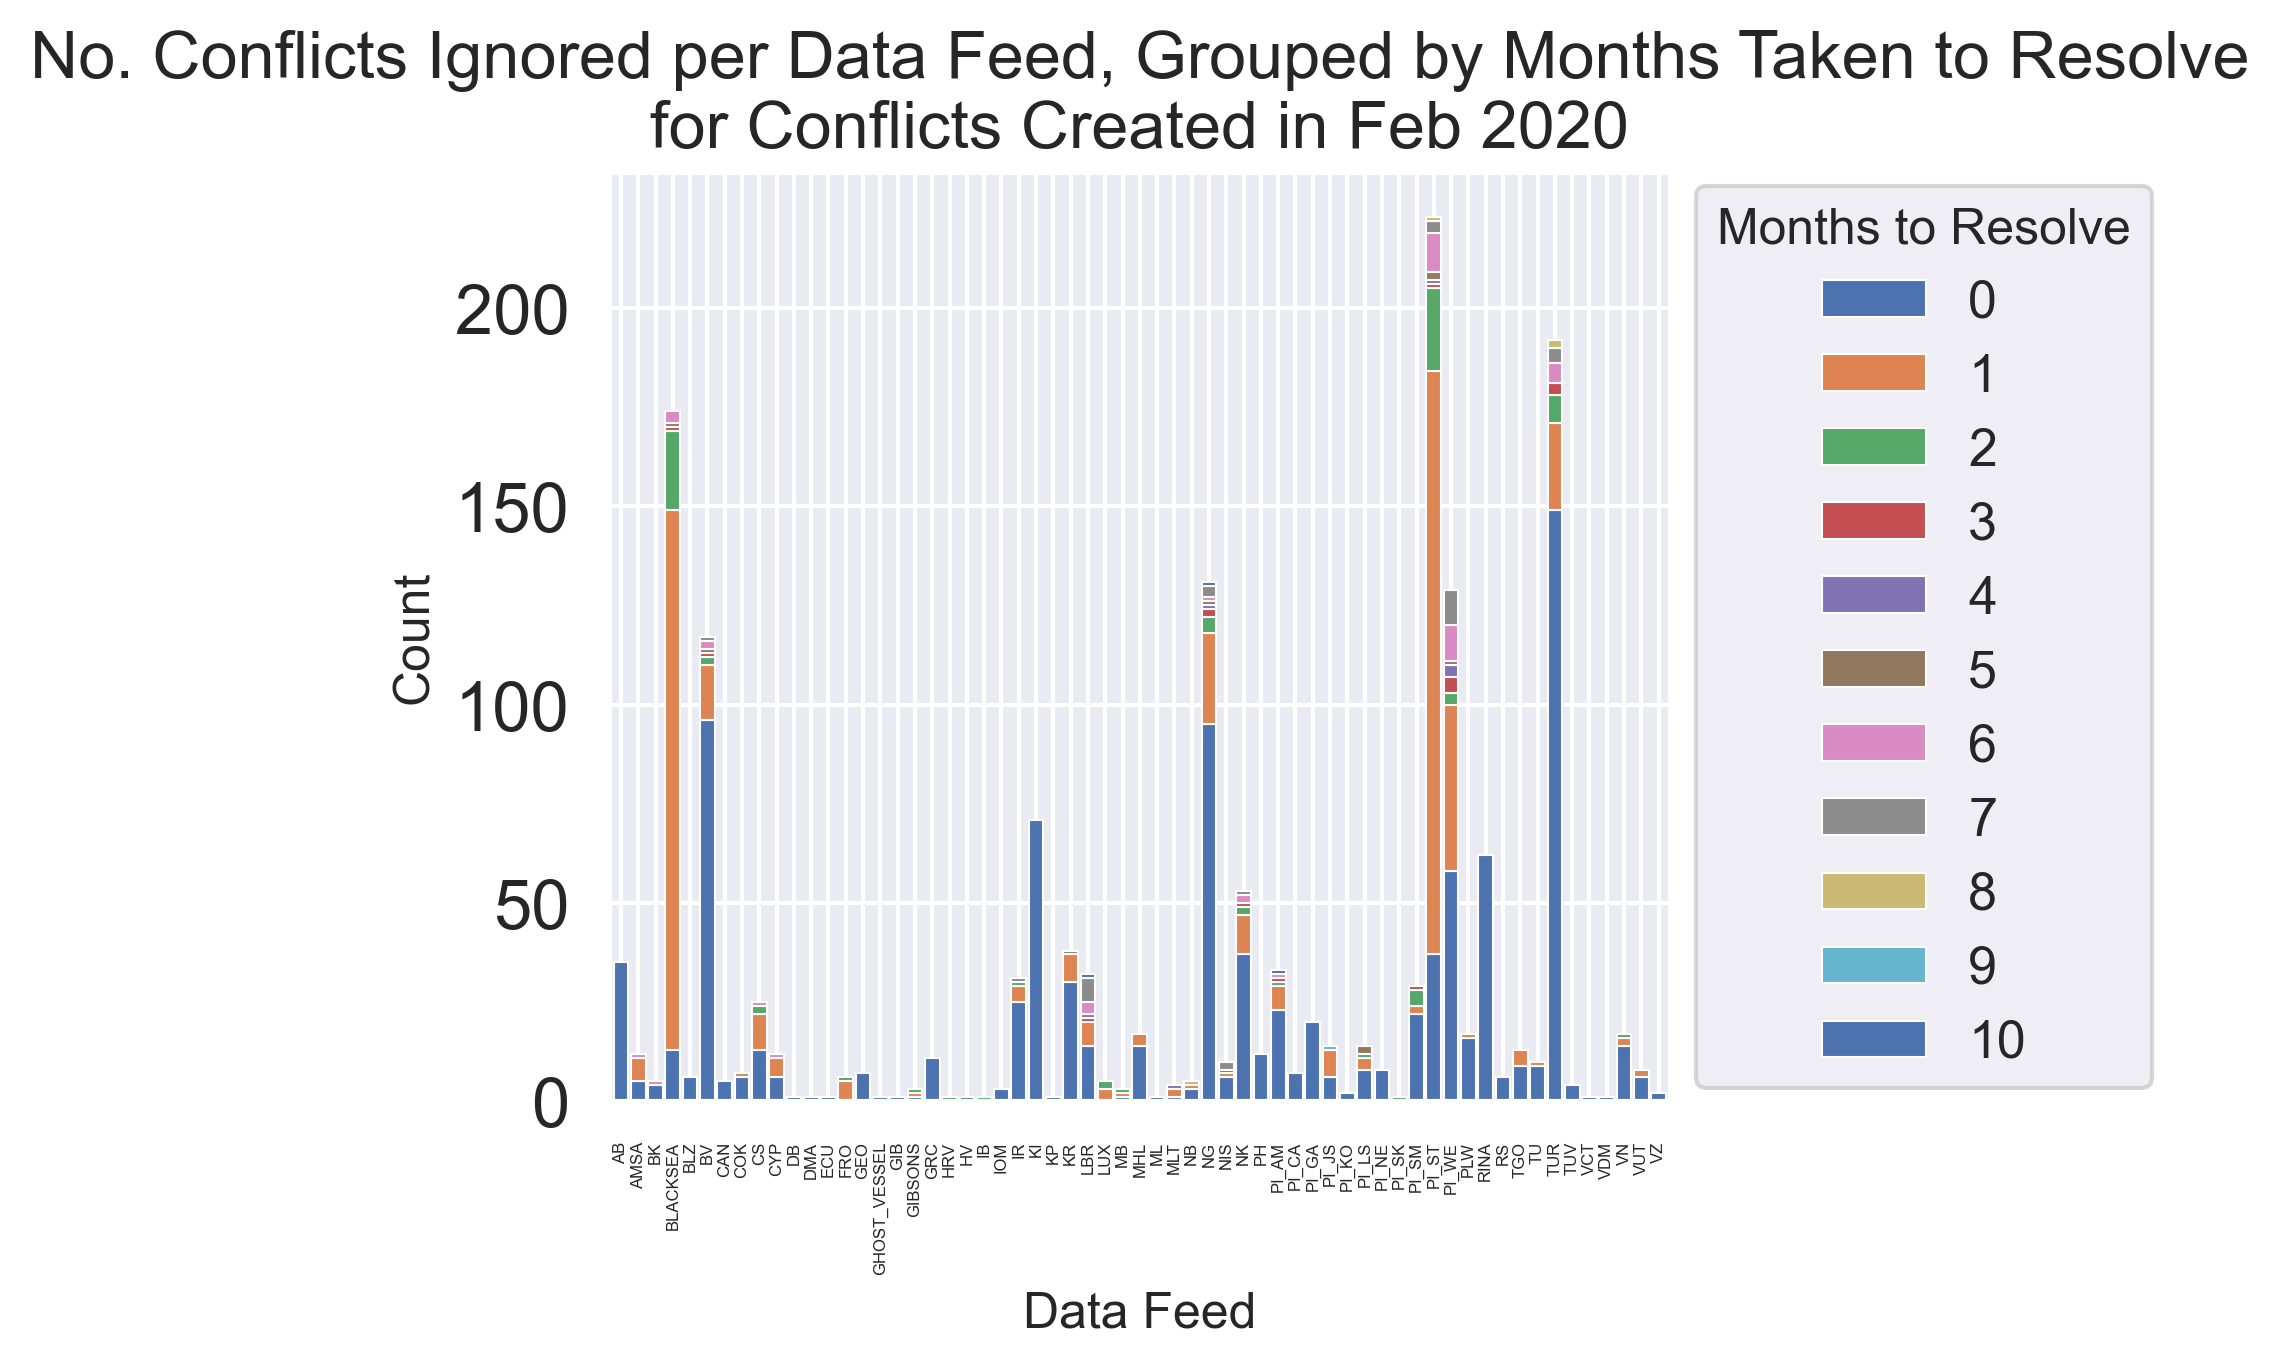 No. Conflicts Ignored per Data Feed, Grouped by Months Taken to Resolve
for Conflicts Created in Feb 2020
Count
200
150
100
50
0
AB
AMSA
BK
BLACKSEA
BLZ
BV
CAN
COK
CS
CYP
DB
DMA
ECU
FRO
GEO
GHOST_VESSEL
GIB
GIBSONS
GRC
HRV
HV
IB
IOM
IR
KI
KP
KR
LBR
LUX
MB
MHL
ML
MLT
NB
NG
NIS
NK
PH
PI_AM
PI_CA
PI_GA
PI_JS
PI_KO
PI_LS
PI_NE
PI_SK
PI_SM
PI_ST
PI_WE
PLW
RINA
RS
TGO
TU
TUR
TUV
VCT
VDM
VN
VUT
VZ
Data Feed
Months to Resolve
0
1
2
3
4
5
6
7
8
9
10